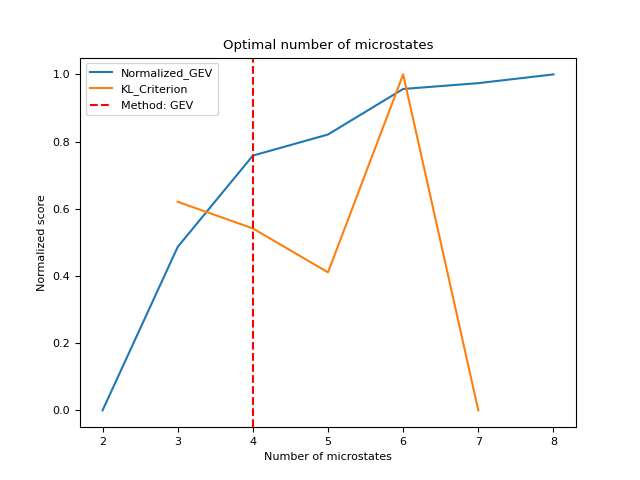 Optimal number of microstates
Normalized_GEV
KL_Criterion
Method: GEV
Normalized score
1.0
0.8
0.6
0.4
0.2
0.0
2 3 4 5 6 7 8
Number of microstates